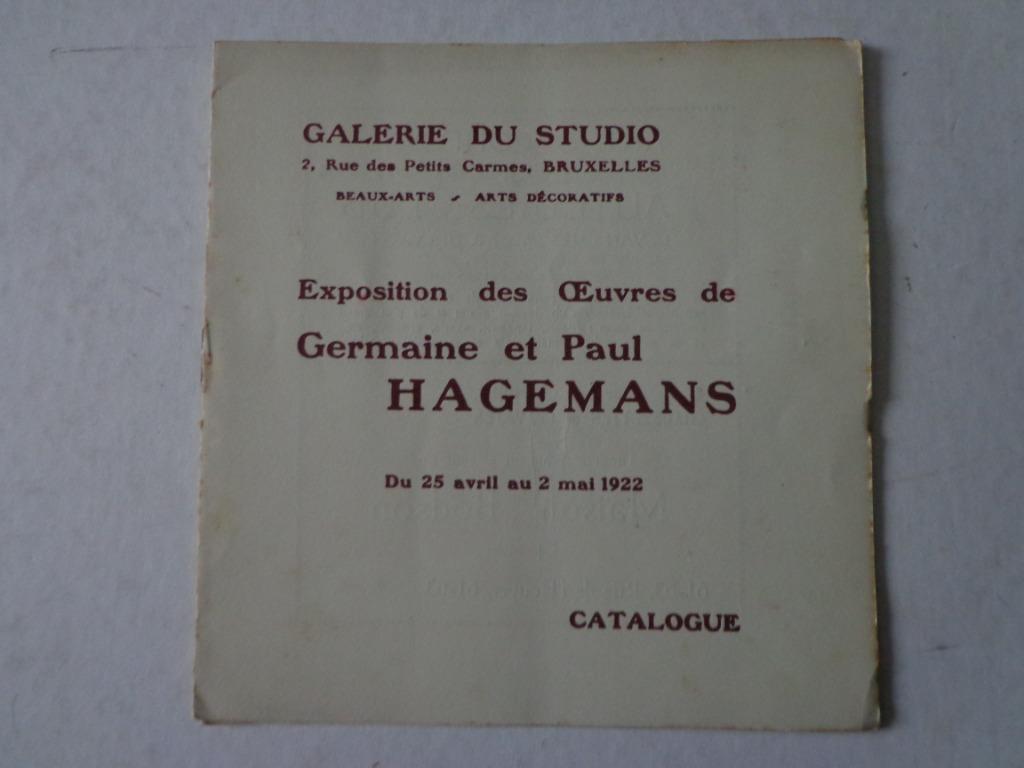 GALERIE DU STUDIO
2, Rue des Petits Carmes, BRUXELLES
BEAUX-ARTS - ARTS DÉCORATIFS
Exposition des Œuvres de
Germaine et Paul
HAGEMANS
Du 25 avril au 2 mai 1922
CATALOGUE